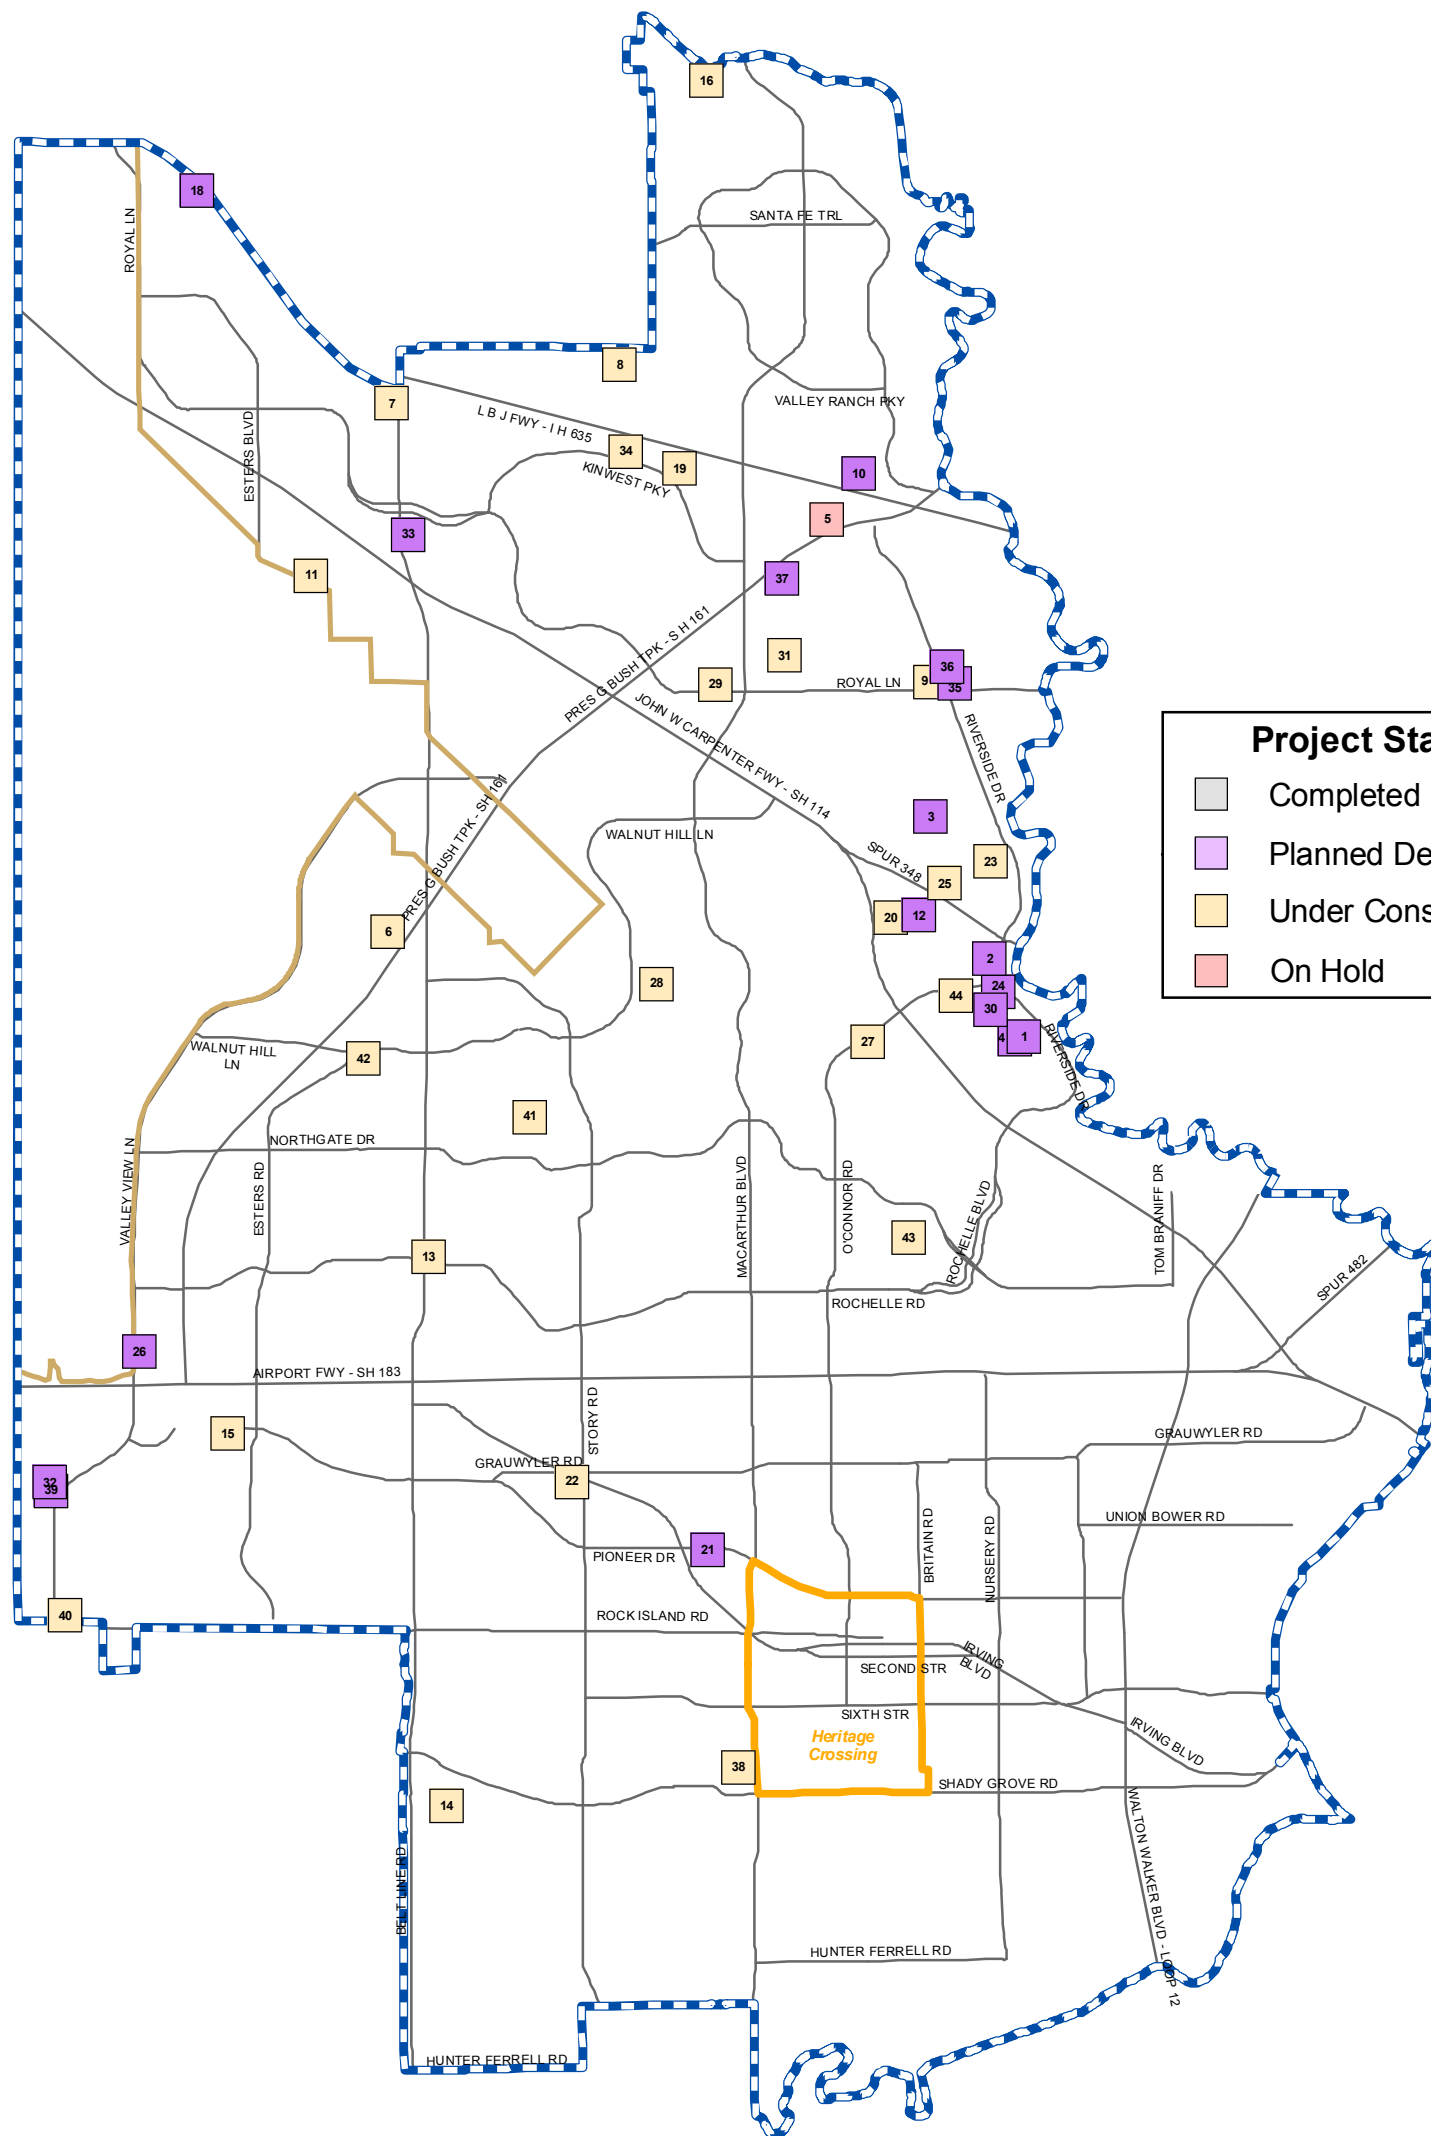 16
18
ROYAL LN
SANTA FE TRL
8
7
VALLEY RANCH PKY
L B J FWY - I H 635
ESTERS BLVD
34
19
KINWEST PKY
10
5
33
11
37
PRES G BUSH TPK - S H 161
31
36
9
35
29
ROYAL LN
JOHN W CARPENTER FWY - SH 114
RIVERSIDE DR
Project Sta
Completed
Planned De
Under Cons
On Hold
PRES G BUSH TPK - SH 161
3
WALNUT HILL LN
SPUR 348
23
25
20
12
6
2
28
24
44
30
27
4
1
RIVERSIDE DR
WALNUT HILL
LN
42
41
NORTHGATE DR
VALLEY VIEW LN
ESTERS RD
MACARTHUR BLVD
O'CONNOR RD
ROCHELLE BLVD
TOM BRANIFF DR
43
13
SPUR 482
ROCHELLE RD
26
AIRPORT FWY - SH 183
STORY RD
15
GRAUWYLER RD
GRAUWYLER RD
22
32
39
BRITAIN RD
NURSERY RD
UNION BOWER RD
21
PIONEER DR
40
ROCK ISLAND RD
IRVING
BLVD
SECOND STR
SIXTH STR
Heritage
Crossing
IRVING BLVD
38
SHADY GROVE RD
14
BELT LINE RD
WALTON WALKER BLVD - LOOP 12
HUNTER FERRELL RD
HUNTER FERRELL RD